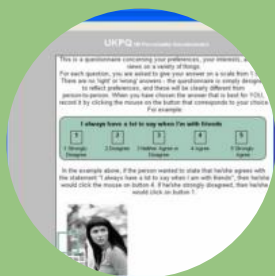 UKPQ
This is a questionnaire concerning your preferences, your interests,
views on a variety of things.
For each question, you are asked to give your answer on a scale from 1
There are no 'right' or 'wrong' answers - the questionnaire is simply design
to reflect preferences, and these will be clearly different from
person to person. When you have chosen the answer that is best for YOU,
record it by clicking the mouse on the button that corresponds to your choice
For example:
I always have a lot to say when I'm with friends
1 2 3 4 5
1 Strongly Disagree
2 Disagree
3 Neither Agree or Disagree
4 Agree
5 Strongly Agree
In the example above, if the person wanted to state that he/she agrees with
the statement "I always have a lot to say when I am with friends", then he/she
would click the mouse on button 4. If he/she strongly disagreed, then he/she
would click on button 1.